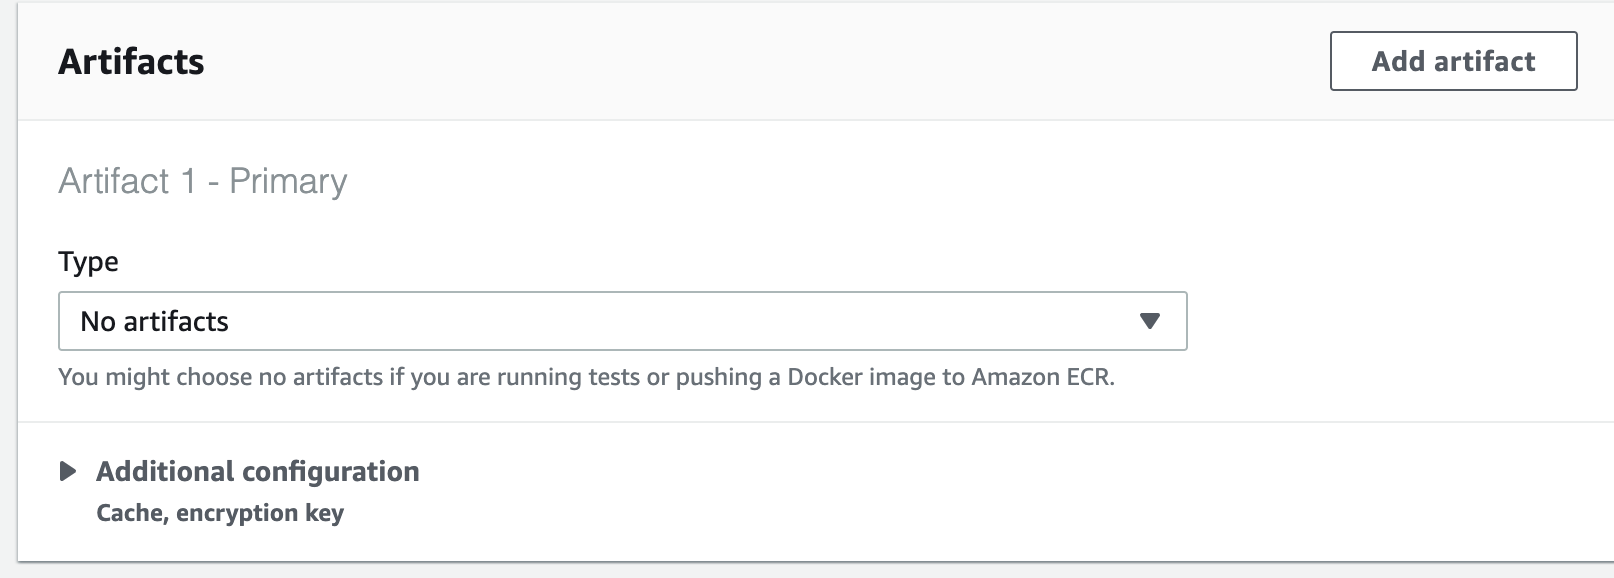 Artifacts
Add artifact
Artifact 1 - Primary
Type
No artifacts
You might choose no artifacts if you are running tests or pushing a Docker image to Amazon ECR.
Additional configuration
Cache, encryption key